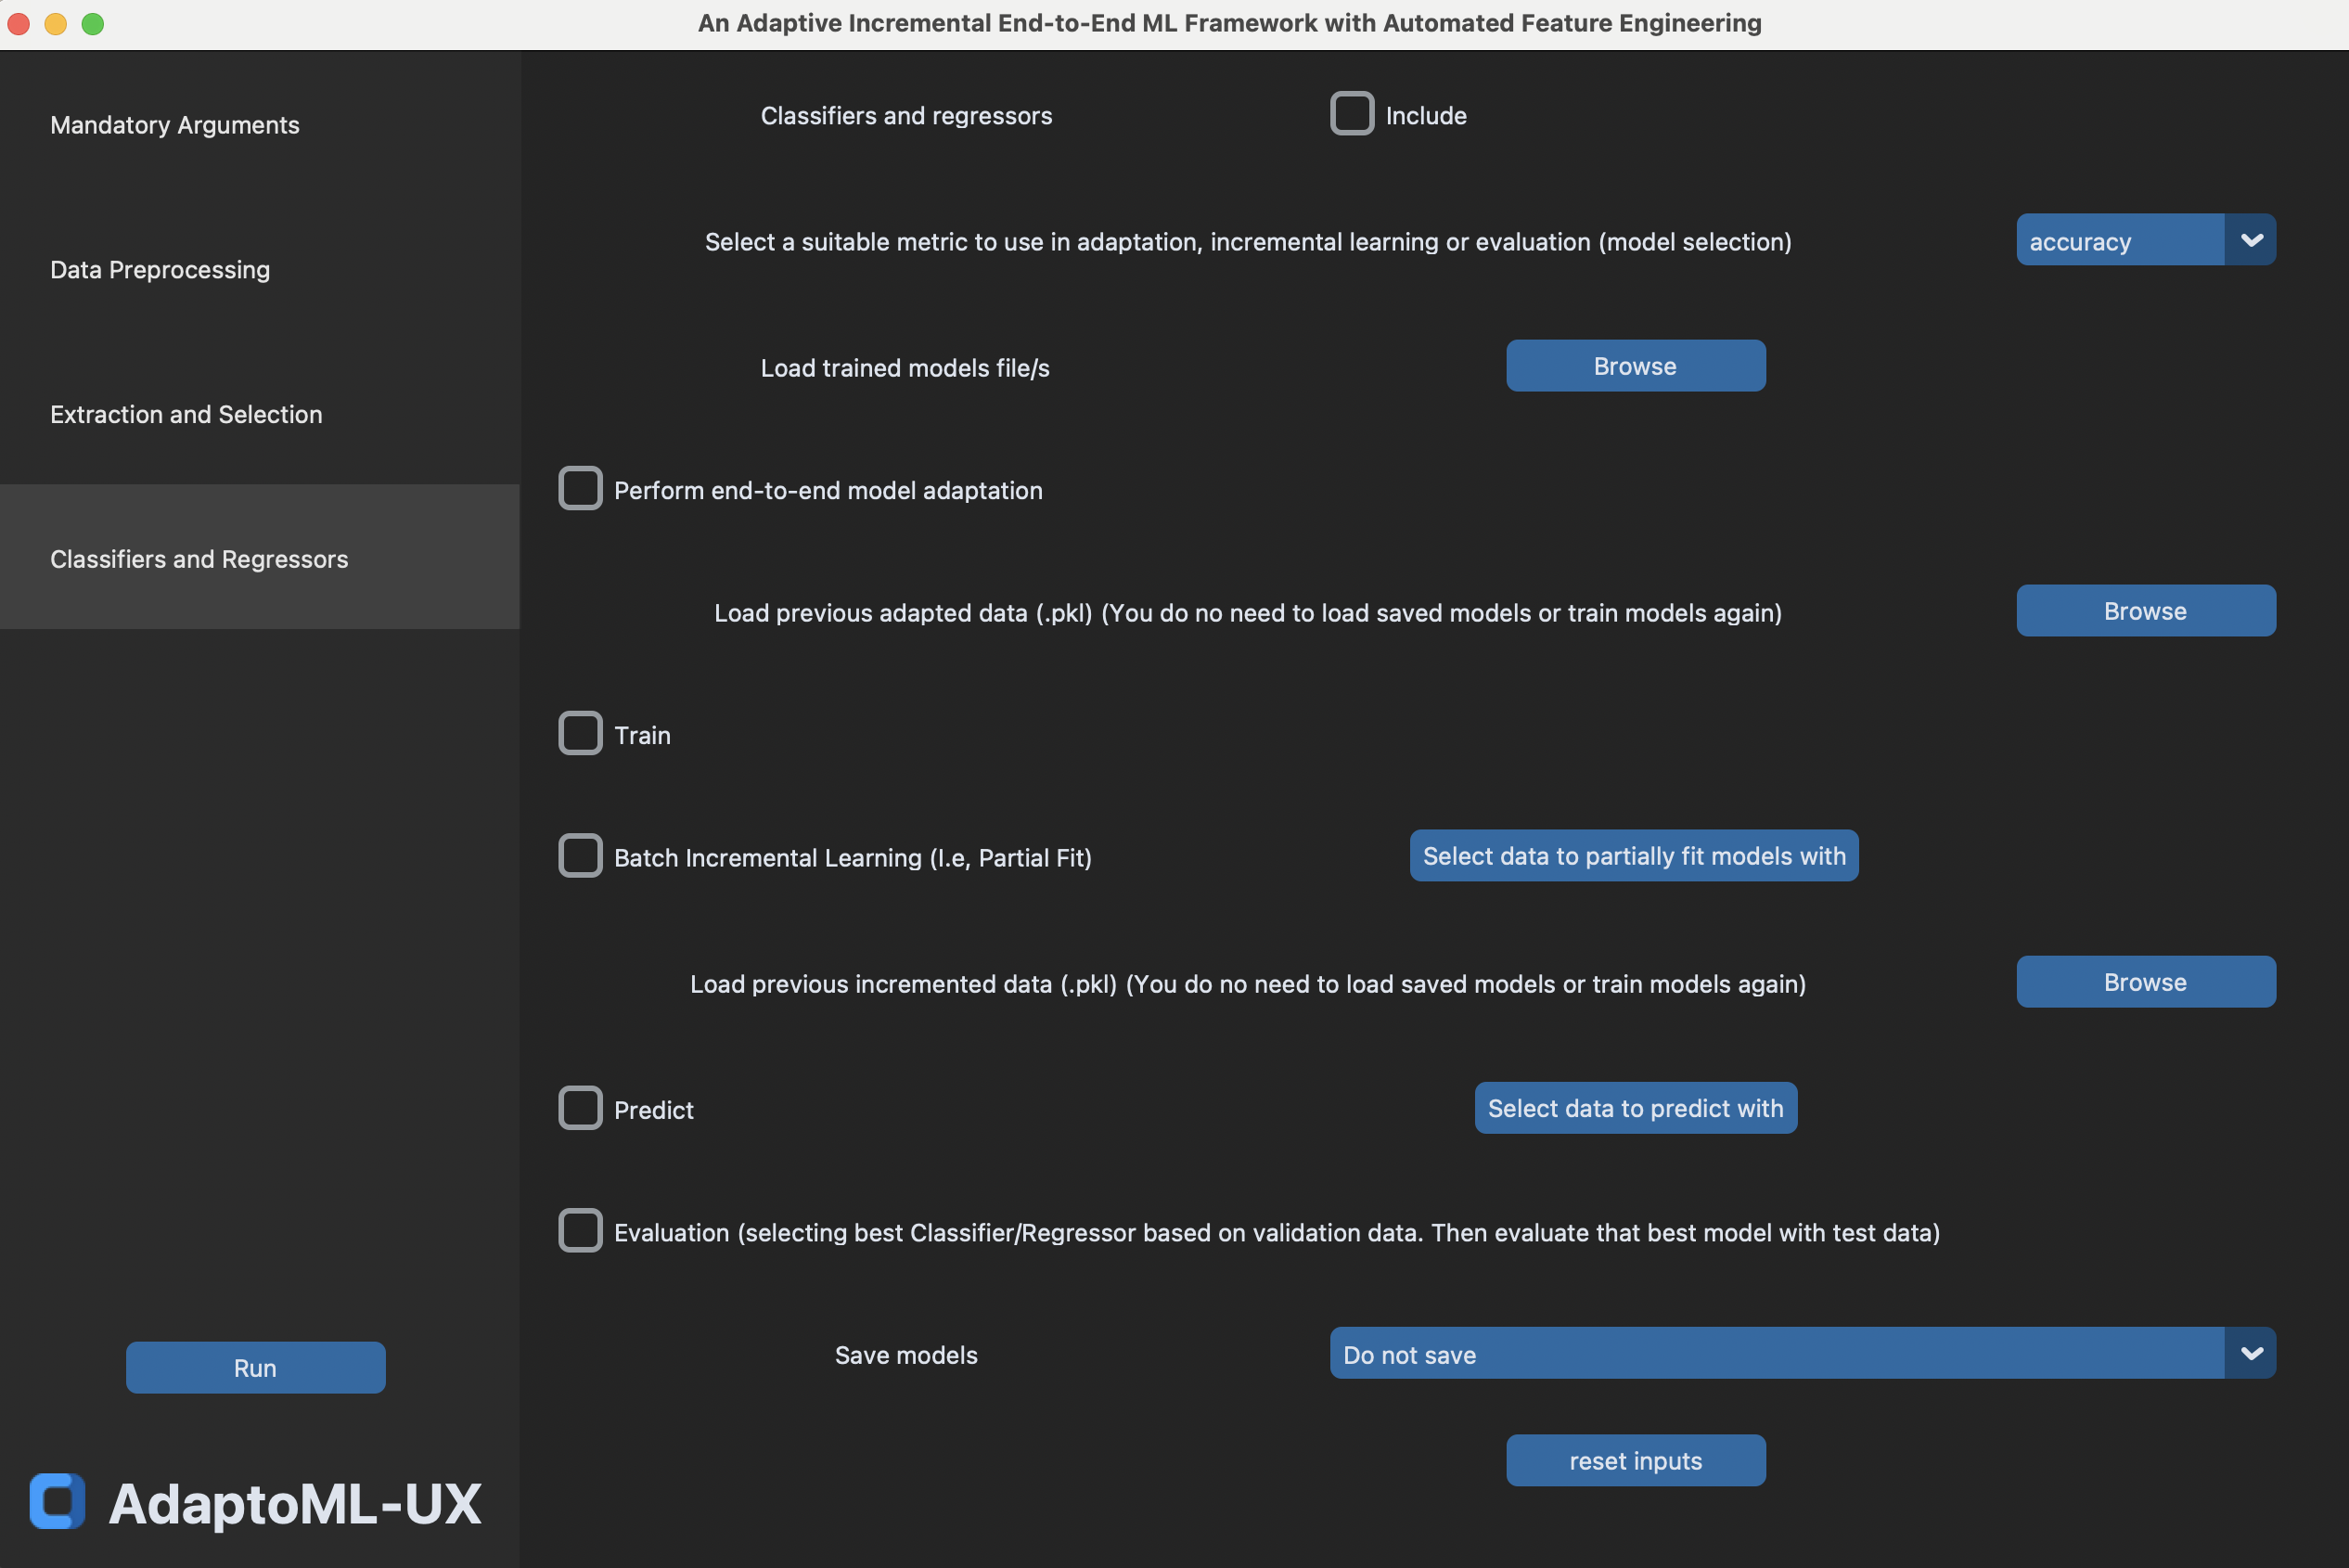 An Adaptive Incremental End-to-End ML Framework with Automated Feature Engineering
Mandatory Arguments
Data Preprocessing
Extraction and Selection
Classifiers and Regressors
Run
AdaptoML-UX
Classifiers and regressors
Include
Select a suitable metric to use in adaptation, incremental learning or evaluation (model selection)
accuracy
Load trained models file/s
Browse
Perform end-to-end model adaptation
Load previous adapted data (.pkl) (You do no need to load saved models or train models again)
Browse
Train
Batch Incremental Learning (I.e, Partial Fit)
Select data to partially fit models with
Load previous incremented data (.pkl) (You do no need to load saved models or train models again)
Browse
Predict
Select data to predict with
Evaluation (selecting best Classifier/Regressor based on validation data. Then evaluate that best model with test data)
Save models
Do not save
reset inputs